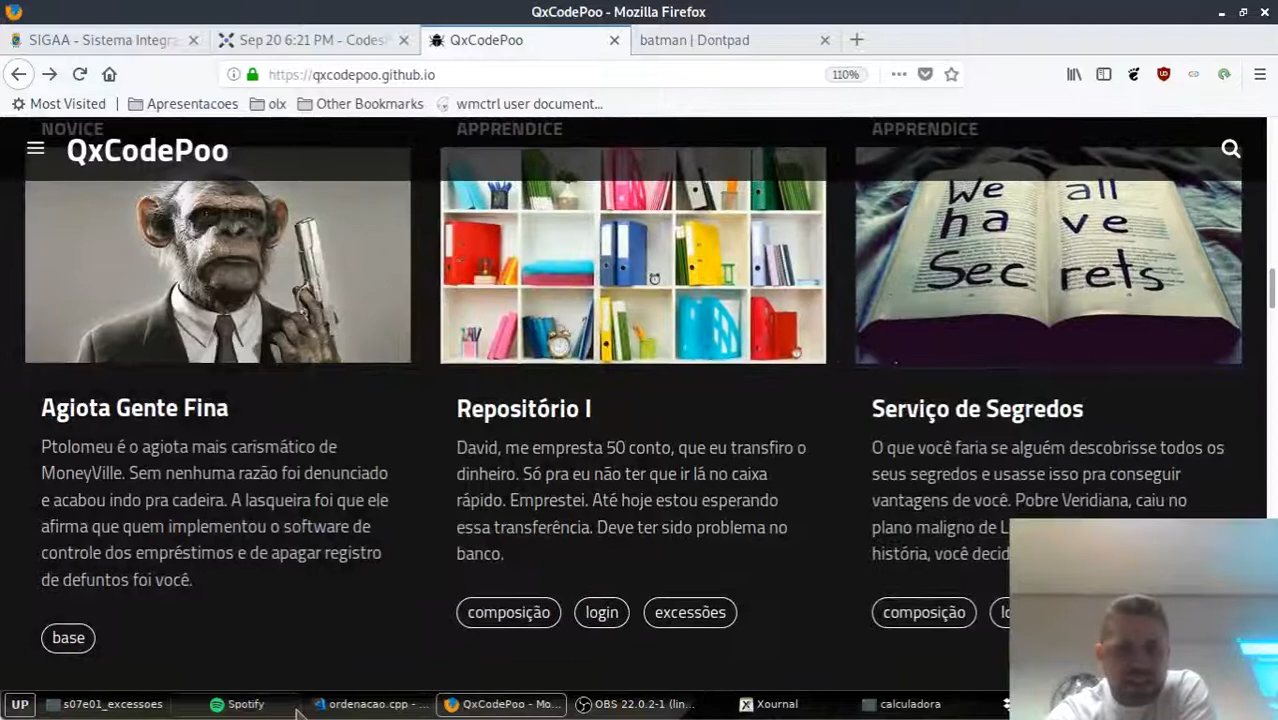 QxCodePoo - Mozilla Firefox
SIGAA - Sistema Integra
Sep 20 6:21 PM - Codes
QxCodePoo
batman | Dontpad
https://qxcodepoo.github.io
110%
Most Visited
Apresentacoes
olx
Other Bookmarks
wmctrl user document...
NOVICE
APPRENDICE
APPRENDICE
QxCodePoo
We all
ha ve
Sec rets
Agiota Gente Fina
Ptolomeu é o agiota mais carismático de
MoneyVille. Sem nenhuma razão foi denunciado
e acabou indo pra cadeira. A lasqueira foi que ele
afirma que quem implementou o software de
controle dos empréstimos e de apagar registro
de defuntos foi você.
base
Repositório I
David, me empresta 50 conto, que eu transfiro o
dinheiro. Só pra eu não ter que ir lá no caixa
rápido. Emprestei. Até hoje estou esperando
essa transferência. Deve ter sido problema no
banco.
composição
login
excessões
Serviço de Segredos
O que você faria se alguém descobrisse todos os
seus segredos e usasse isso pra conseguir
vantagens de você. Pobre Veridiana, caiu no
plano maligno de L
história, você decid
composição
lo
UP
s07e01_excessoes
Spotify
ordenacao.cpp - ...
QxCodePoo - Mo...
OBS 22.0.2-1 (lin...
Xournal
calculadora